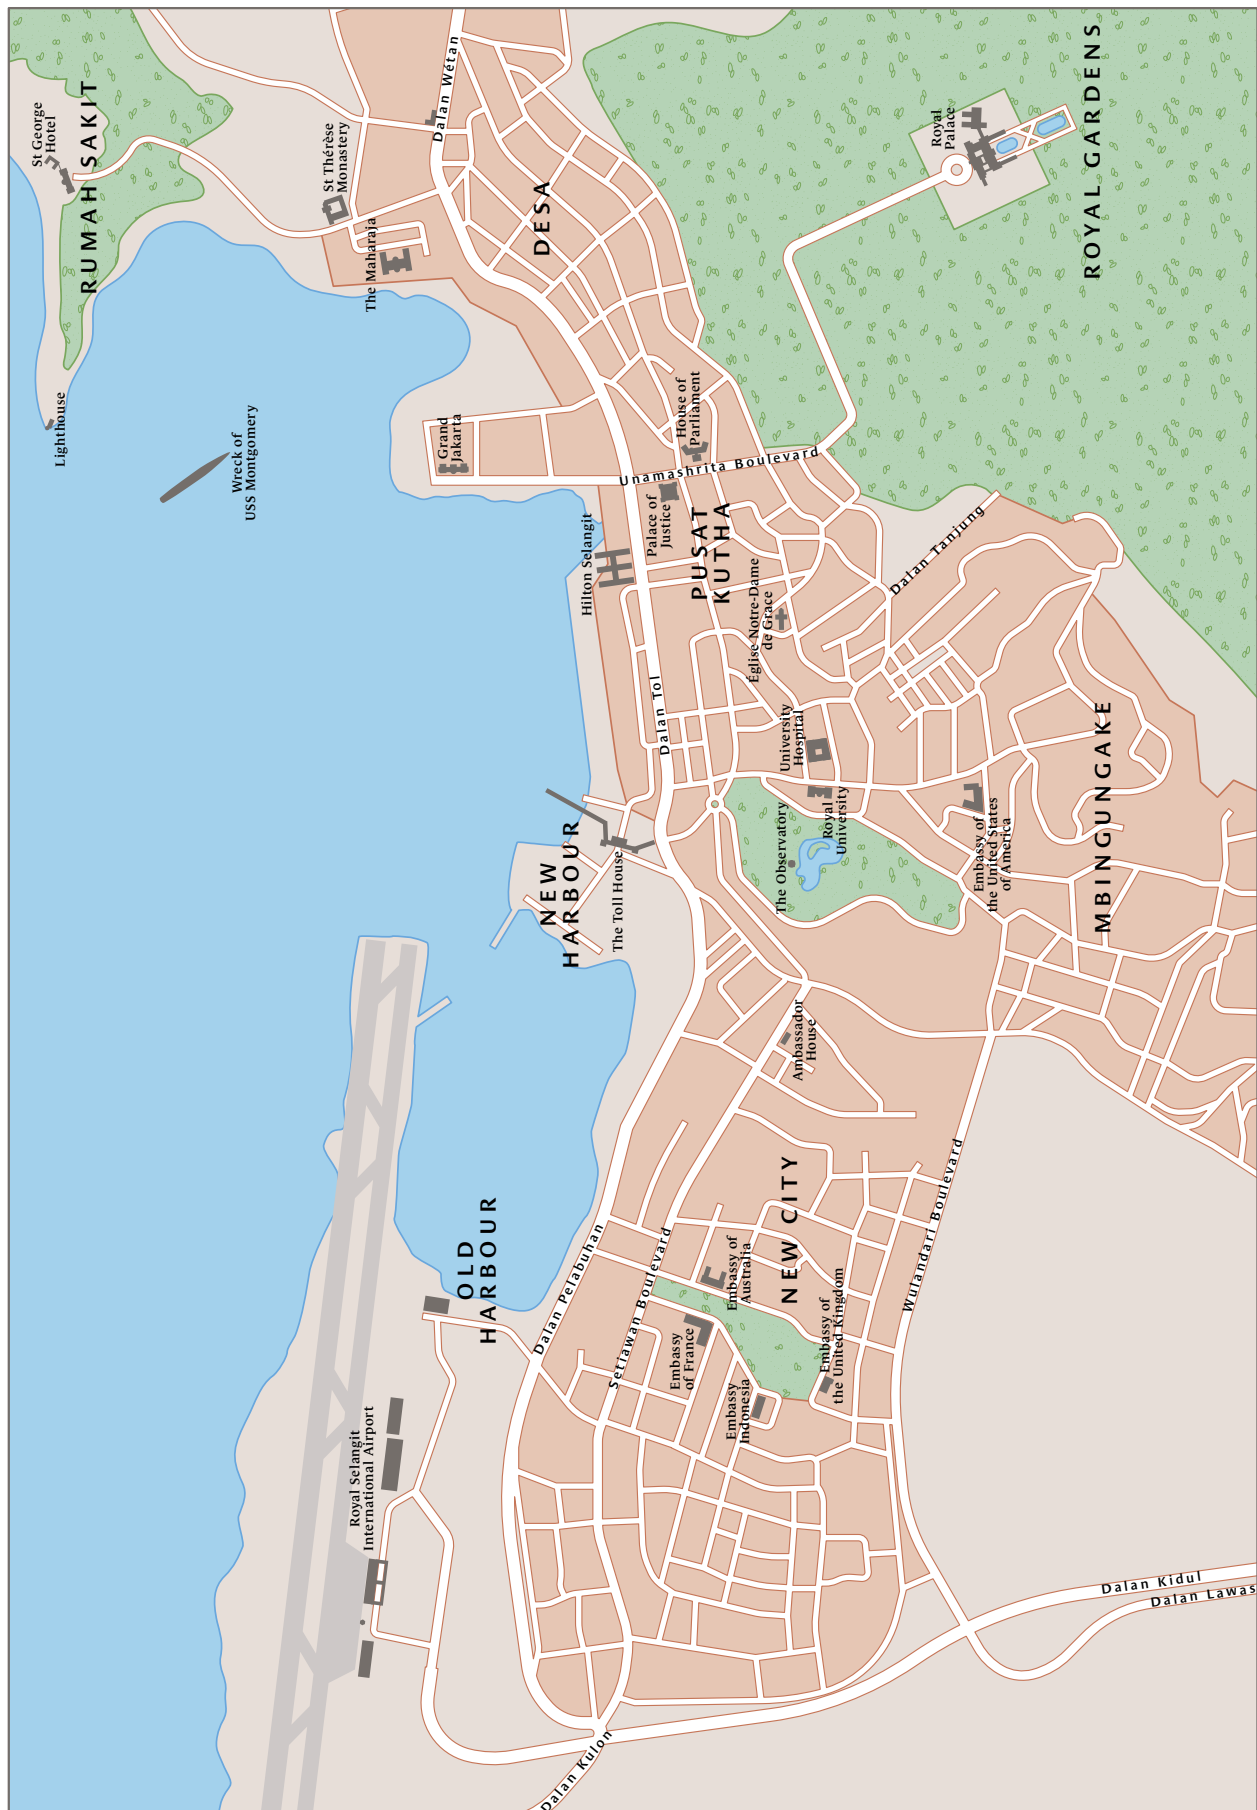 Royal Selangit
International Airport
OLD
HARBOUR
Dalan Kulon
Dalan Pelabuhan
Setiawan Boulevard
Embassy
of France
Embassy
Indonesia
Embassy of
Australia
Embassy of
the United Kingdom
NEW CITY
Wulandari Boulevard
Dalan Kidul
Dalan Lawas
Ambassador
House
NEW
HARBOUR
The Toll House
The Observatory
Royal
University
University
Hospital
Embassy of
the United States
of America
MBINGUNGAKE
Dalan Tol
Hilton Selangit
Église Notre-Dame
de Grace
PUSAT
KUTHA
Palace of
Justice
Dalan Tanjung
Unamashrita Boulevard
House of
Parliament
Grand
Jakarta
Wreck of
USS Montgomery
Lighthouse
RUMAH SAKIT
St George
Hotel
The Maharaja
St Thérèse
Monastery
Dalan Wétan
DESA
Royal
Palace
ROYAL GARDENS